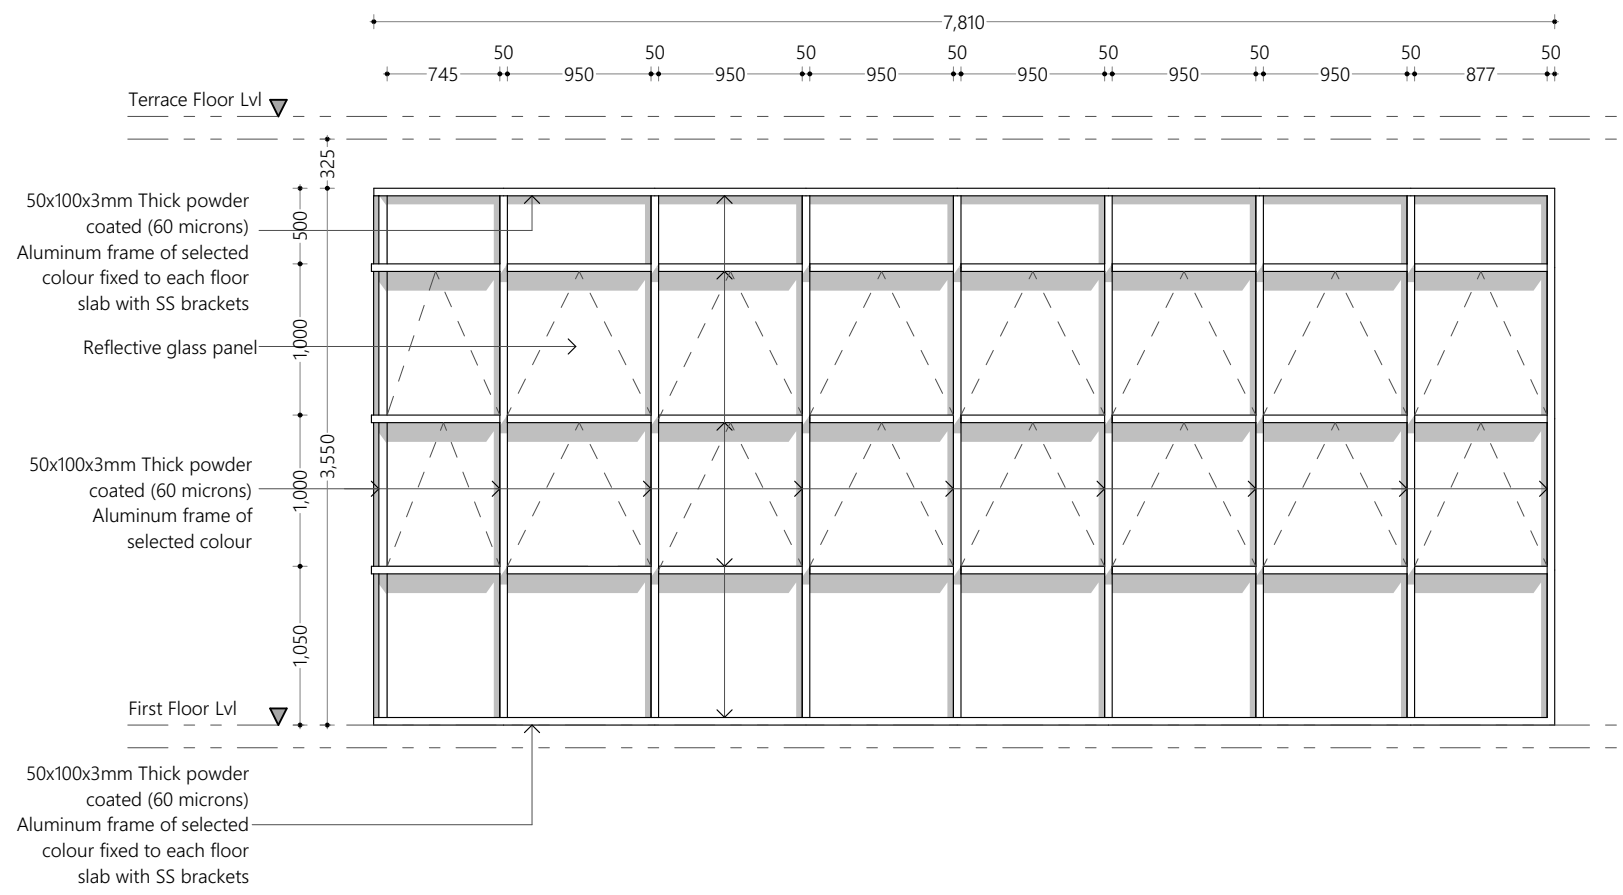 7,810
50 50 50 50 50 50 50 50
745 950 950 950 950 950 950 877
Terrace Floor Lvl
325
50x100x3mm Thick powder
coated (60 microns)
Aluminum frame of selected
colour fixed to each floor
slab with SS brackets
500
Reflective glass panel
1,000
3,550
50x100x3mm Thick powder
coated (60 microns)
Aluminum frame of
selected colour
1,000
1,050
First Floor Lvl
50x100x3mm Thick powder
coated (60 microns)
Aluminum frame of selected
colour fixed to each floor
slab with SS brackets